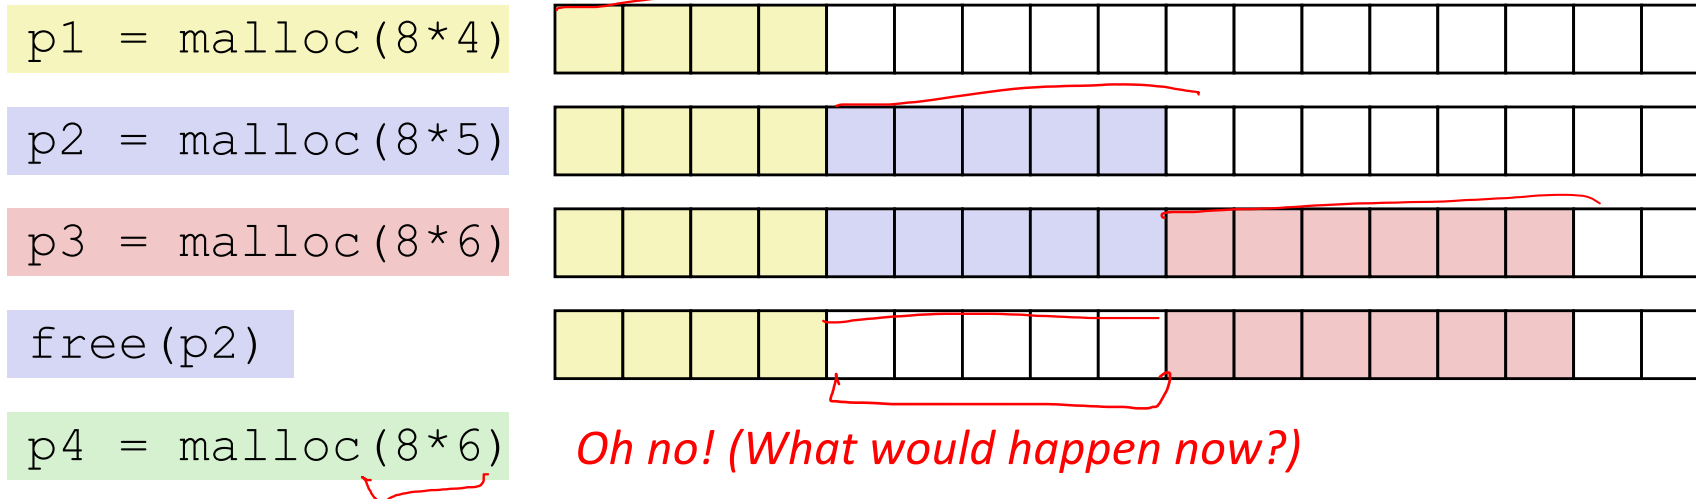 p1 = malloc(8*4)
p2 = malloc(8*5)
p3 = malloc(8*6)
free(p2)
p4 = malloc(8*6)
Oh no! (What would happen now?)